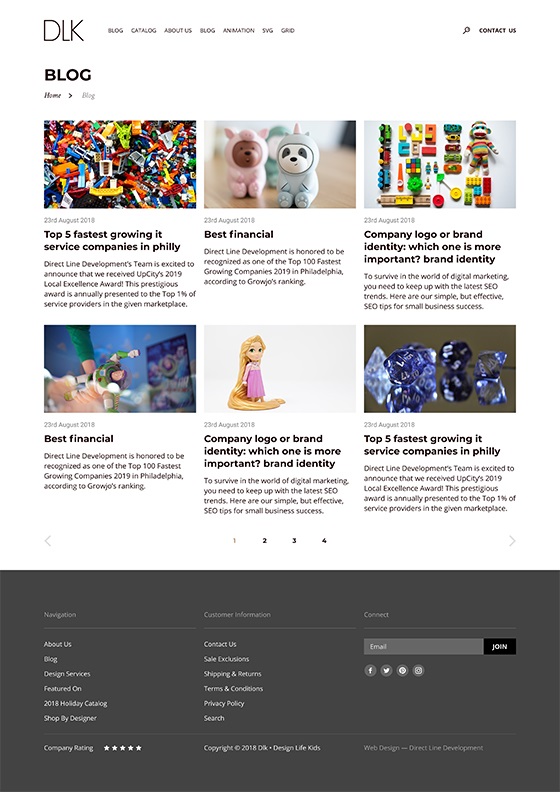 DLK
BLOG CATALOG ABOUT US BLOG ANIMATION SVG GRID
CONTACT US
BLOG
Home Blog
23rd August 2018
Top 5 fastest growing it
service companies in philly
Direct Line Development's Team is excited to
announce that we received UpCity's 2019
Local Excellence Award! This prestigious
award is annually presented to the Top 1% of
service providers in the given marketplace.
Best financial
Direct Line Development is honored to be
recognized as one of the Top 100 Fastest
Growing Companies 2019 in Philadelphia,
according to Growjo's ranking.
23rd August 2018
Company logo or brand
identity: which one is more
important? brand identity
To survive in the world of digital marketing,
you need to keep up with the latest SEO
trends. Here are our simple, but effective,
SEO tips for small business success.
23rd August 2018
Best financial
Direct Line Development is honored to be
recognized as one of the Top 100 Fastest
Growing Companies 2019 in Philadelphia,
according to Growjo's ranking.
23rd August 2018
Company logo or brand
identity: which one is more
important? brand identity
To survive in the world of digital marketing,
you need to keep up with the latest SEO
trends. Here are our simple, but effective,
SEO tips for small business success.
23rd August 2018
Top 5 fastest growing it
service companies in philly
Direct Line Development's Team is excited to
announce that we received UpCity's 2019
Local Excellence Award! This prestigious
award is annually presented to the Top 1% of
service providers in the given marketplace.
23rd August 2018
1 2 3 4
Navigation
About Us
Blog
Design Services
Featured On
2018 Holiday Catalog
Shop By Designer
Customer Information
Contact Us
Sale Exclusions
Shipping & Returns
Terms & Conditions
Privacy Policy
Search
Connect
Email
JOIN
Company Rating
Copyright © 2018 Dlk • Design Life Kids
Web Design — Direct Line Development